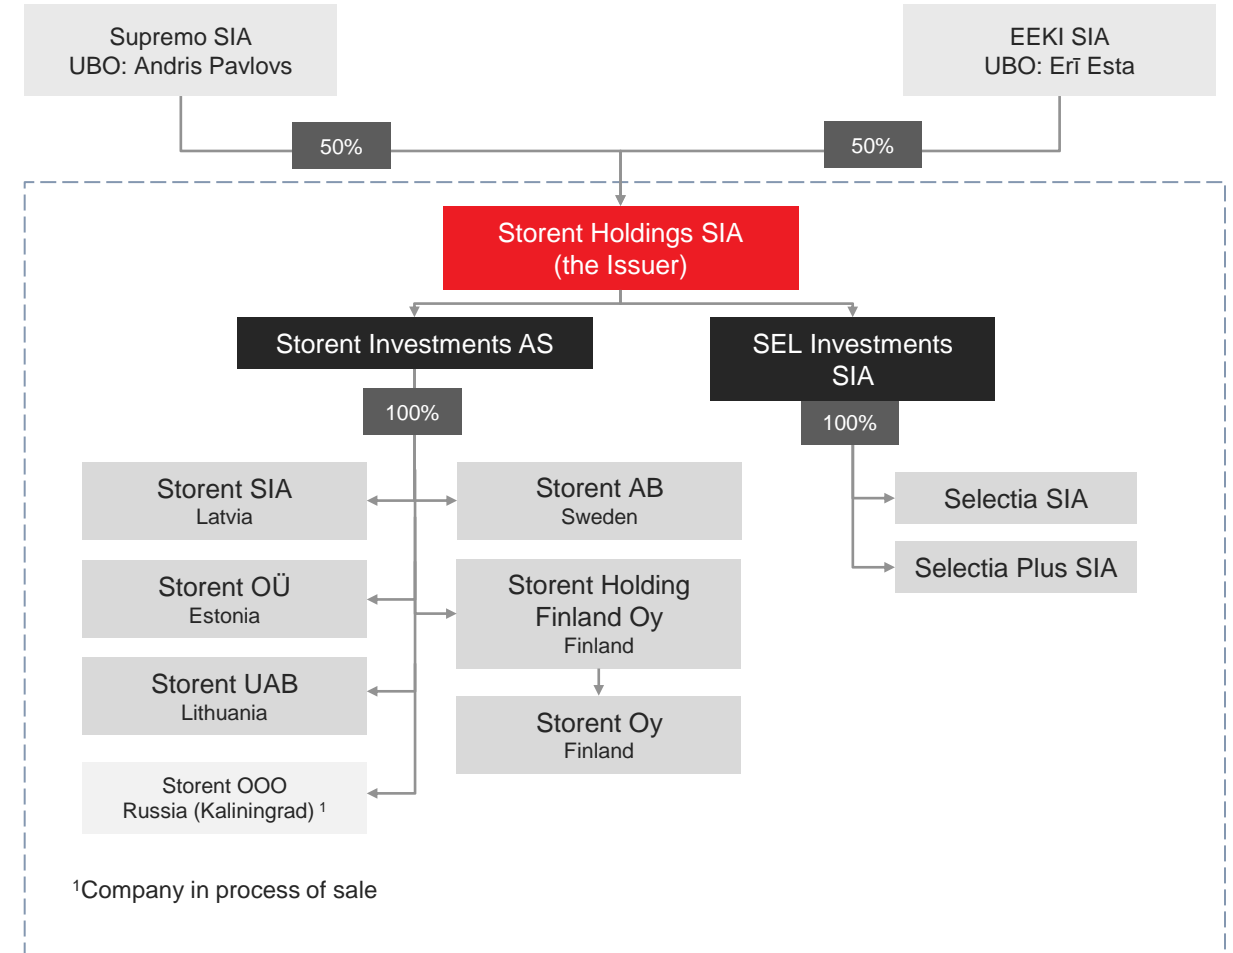 Supremo SIA
UBO: Andris Pavlovs
EEKI SIA
UBO: Erī Esta
50%
50%
Storent Holdings SIA
(the Issuer)
Storent Investments AS
SEL Investments
SIA
100%
100%
Storent SIA
Latvia
Storent AB
Sweden
Selectia SIA
Storent OÜ
Estonia
Storent Holding
Finland Oy
Finland
Selectia Plus SIA
Storent UAB
Lithuania
Storent Oy
Finland
Storent OOO
Russia (Kaliningrad) ¹
¹Company in process of sale